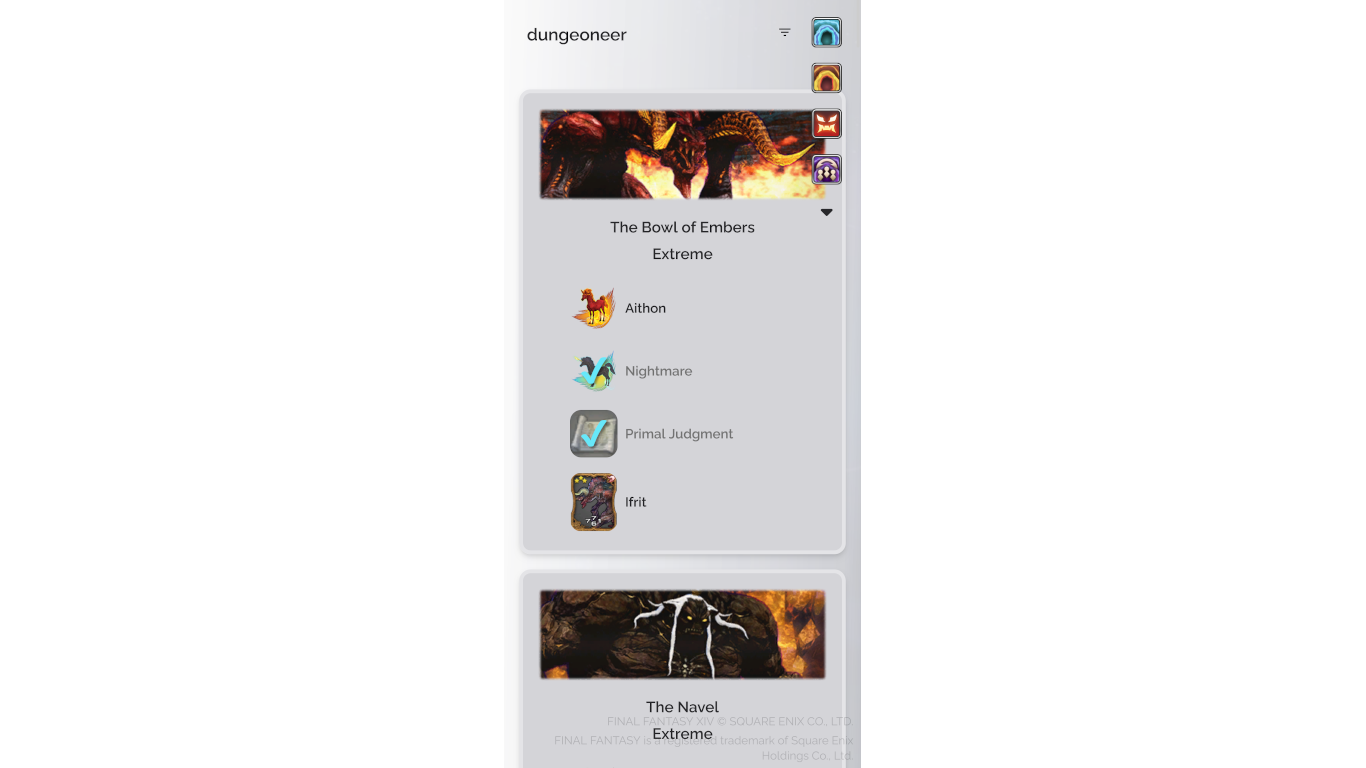 dungeoneer
The Bowl of Embers
Extreme
Aithon
Nightmare
Primal Judgment
Ifrit
The Navel
FINAL FANTASY XIV © SQUARE ENIX CO., LTD.
Extreme
FINAL FANTASY is a registered trademark of Square Enix
Holdings Co., Ltd.